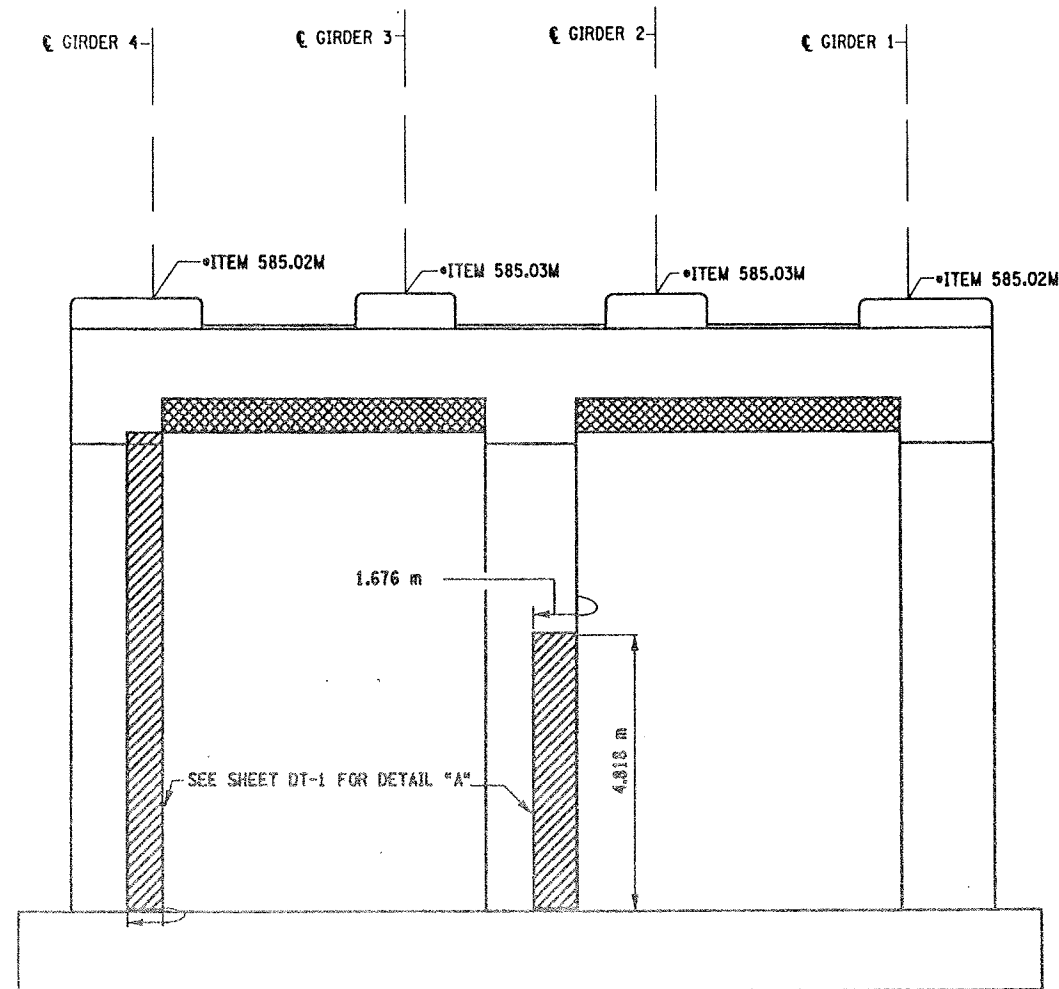 ℄ GIRDER 4
℄ GIRDER 3
℄ GIRDER 2
℄ GIRDER 1
*ITEM 585.02M
*ITEM 585.03M
*ITEM 585.03M
*ITEM 585.02M
1.676 m
4.818 m
SEE SHEET DT-1 FOR DETAIL "A"